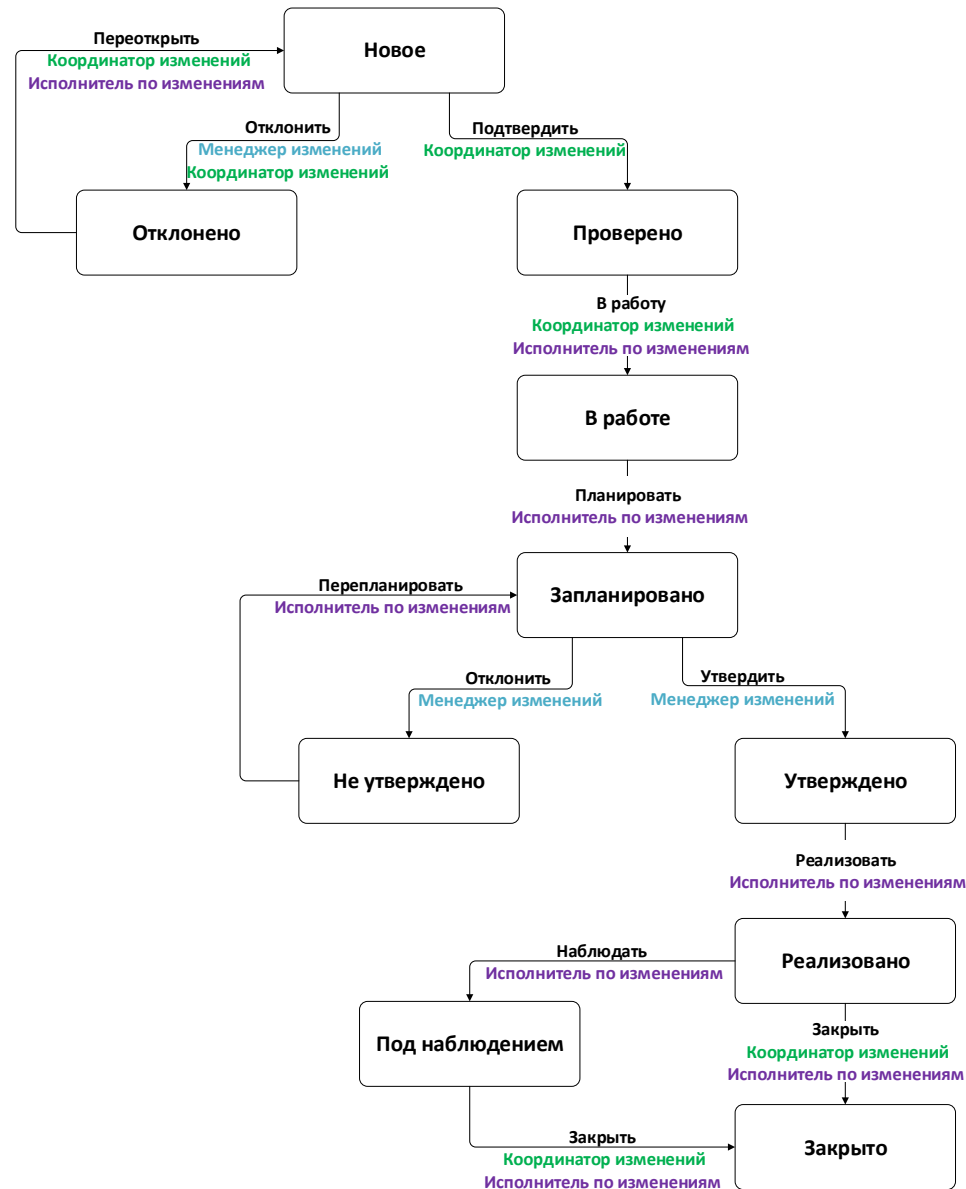 Переоткрыть
Координатор изменений
Исполнитель по изменениям
Новое
Отклонить
Менеджер изменений
Координатор изменений
Подтвердить
Координатор изменений
Отклонено
Проверено
В работу
Координатор изменений
Исполнитель по изменениям
В работе
Планировать
Исполнитель по изменениям
Перепланировать
Исполнитель по изменениям
Запланировано
Отклонить
Менеджер изменений
Утвердить
Менеджер изменений
Не утверждено
Утверждено
Реализовать
Исполнитель по изменениям
Наблюдать
Исполнитель по изменениям
Реализовано
Под наблюдением
Закрыть
Координатор изменений
Исполнитель по изменениям
Закрыть
Координатор изменений
Исполнитель по изменениям
Закрыто